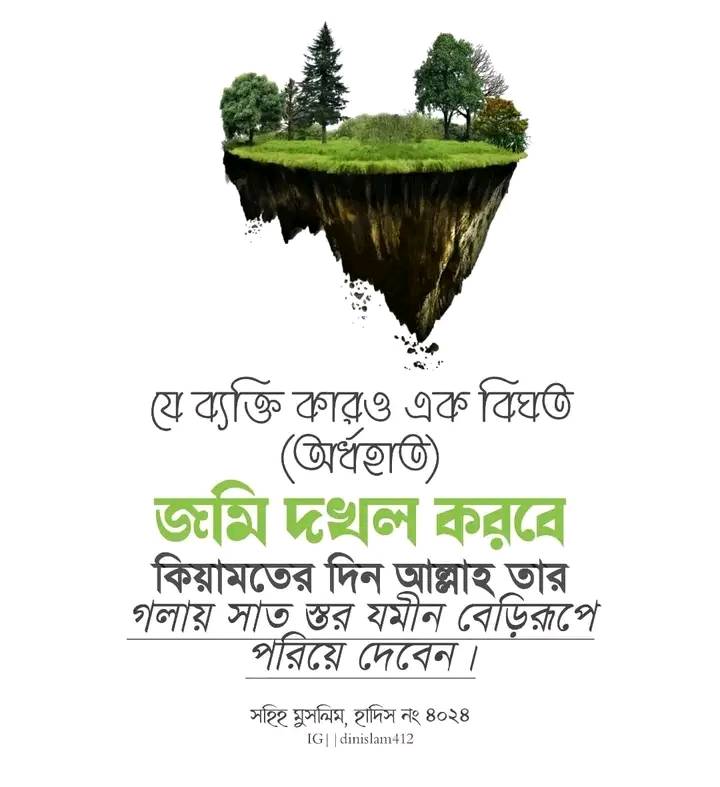 যে ব্যক্তি কারও এক বিঘত
(অর্ধহাত)
জমি দখল করবে
কিয়ামতের দিন আল্লাহ তার
গলায় সাত স্তর যমীন বেড়িরূপে
পরিয়ে দেবেন।
সহিহ মুসলিম, হাদিস নং ৪০২৪
IG||dinislam412